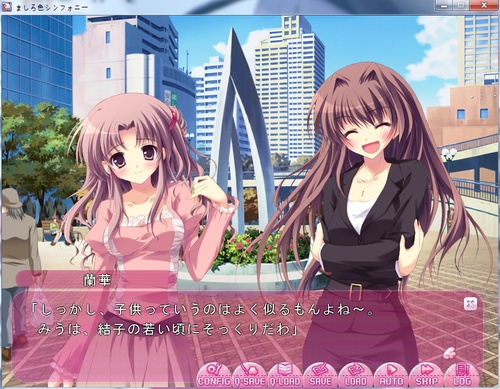 ましろ色シンフォニー
蘭華
「しっかし、子供っていうのはよく似るもんよね～。
みうは、結子の若い頃にそっくりだわ」
CONFIG Q-SAVE Q-LOAD SAVE LOAD AUTO SKIP LOG